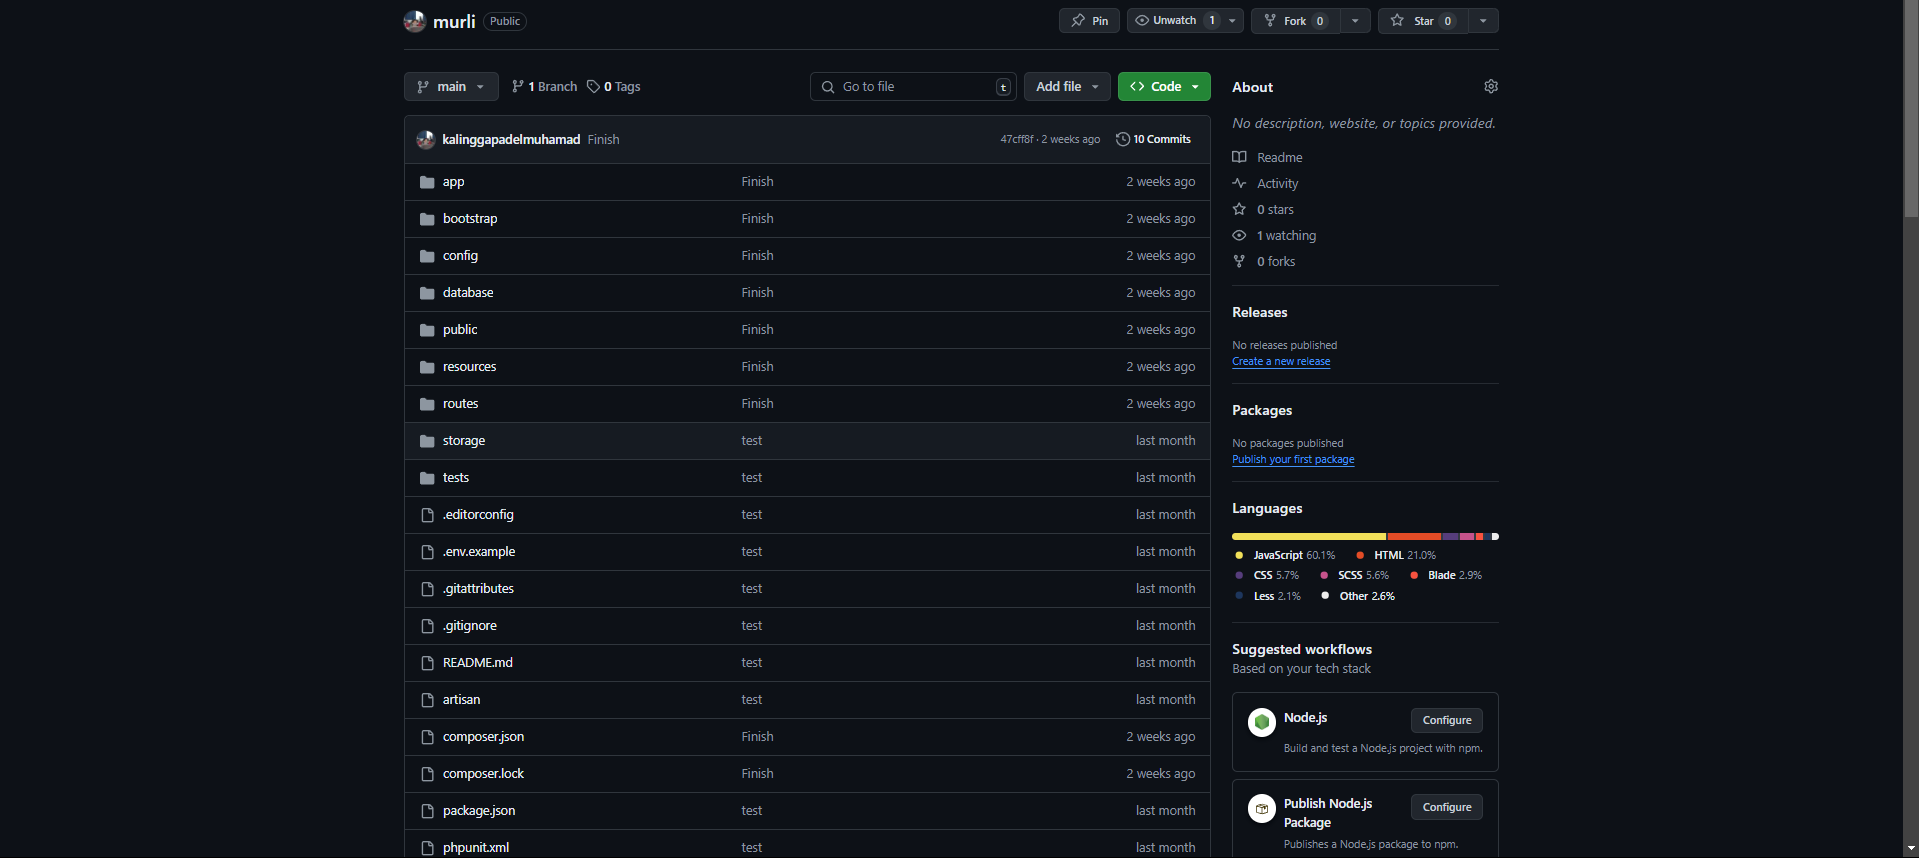 murli Public
Pin Unwatch 1 Fork 0 Star 0
main 1 Branch 0 Tags Go to file t Add file Code
kalinggapadelmuhamad Finish 47cff8f · 2 weeks ago 10 Commits
app Finish 2 weeks ago
bootstrap Finish 2 weeks ago
config Finish 2 weeks ago
database Finish 2 weeks ago
public Finish 2 weeks ago
resources Finish 2 weeks ago
routes Finish 2 weeks ago
storage test last month
tests test last month
.editorconfig test last month
.env.example test last month
.gitattributes test last month
.gitignore test last month
README.md test last month
artisan test last month
composer.json Finish 2 weeks ago
composer.lock Finish 2 weeks ago
package.json test last month
phpunit.xml test last month
About
No description, website, or topics provided.
Readme
Activity
0 stars
1 watching
0 forks
Releases
No releases published
Create a new release
Packages
No packages published
Publish your first package
Languages
JavaScript 60.1% HTML 21.0%
CSS 5.7% SCSS 5.6% Blade 2.9%
Less 2.1% Other 2.6%
Suggested workflows
Based on your tech stack
Node.js Configure
Build and test a Node.js project with npm.
Publish Node.js Configure
Package
Publishes a Node.js package to npm.